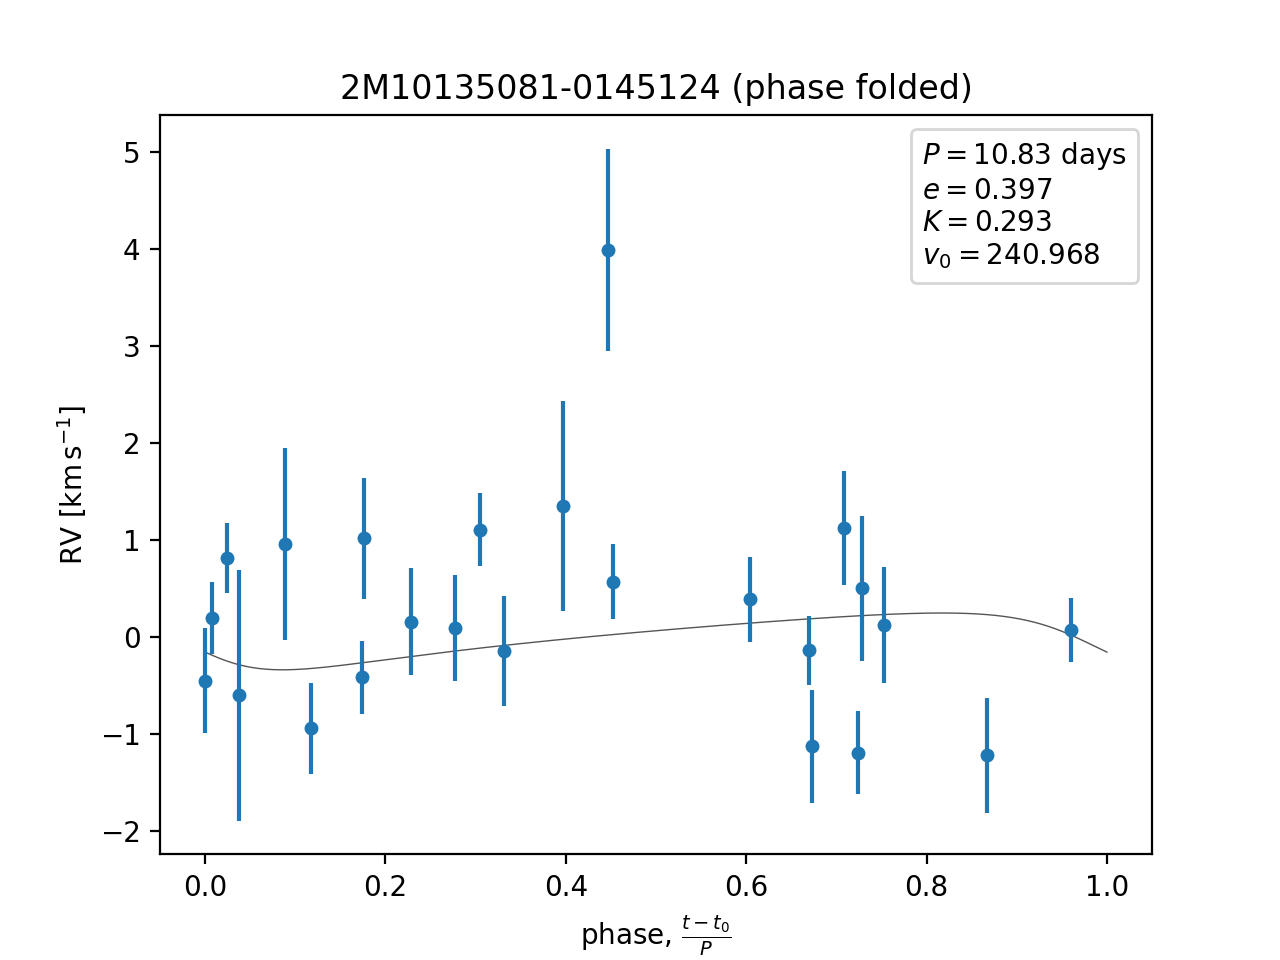 2M10135081-0145124 (phase folded)
P = 10.83 days
e = 0.397
K = 0.293
v₀ = 240.968
RV [km s⁻¹]
5
4
3
2
1
0
−1
−2
0.0 0.2 0.4 0.6 0.8 1.0
phase, (t − t₀)/P